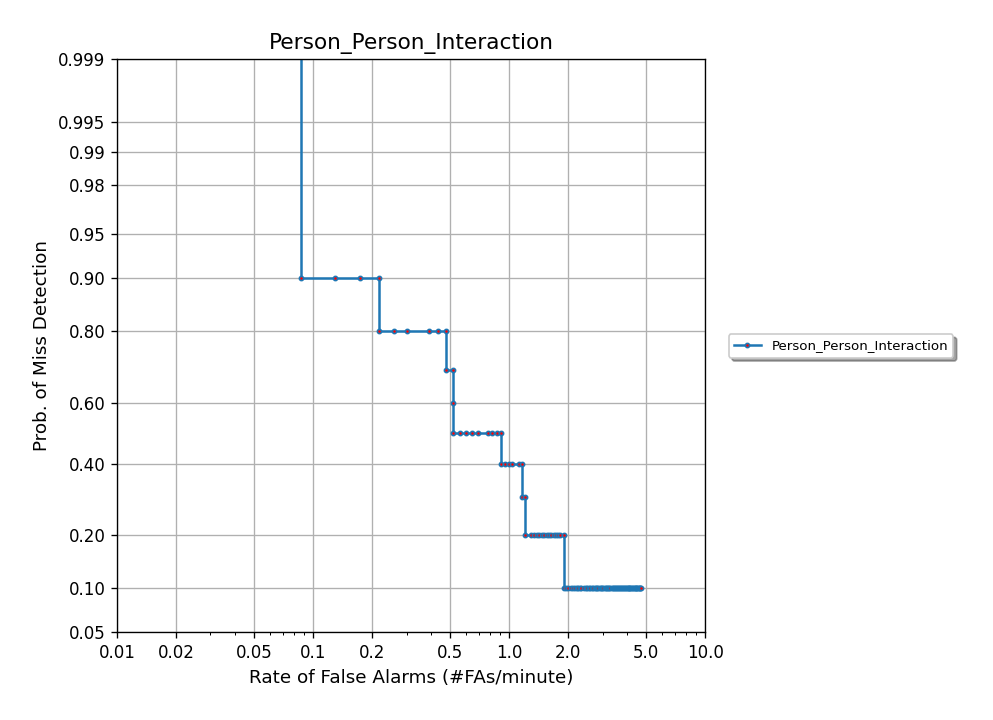 Person_Person_Interaction
0.999
0.995
0.99
0.98
0.95
0.90
0.80
0.60
0.40
0.20
0.10
0.05
Prob. of Miss Detection
Person_Person_Interaction
0.01 0.02 0.05 0.1 0.2 0.5 1.0 2.0 5.0 10.0
Rate of False Alarms (#FAs/minute)